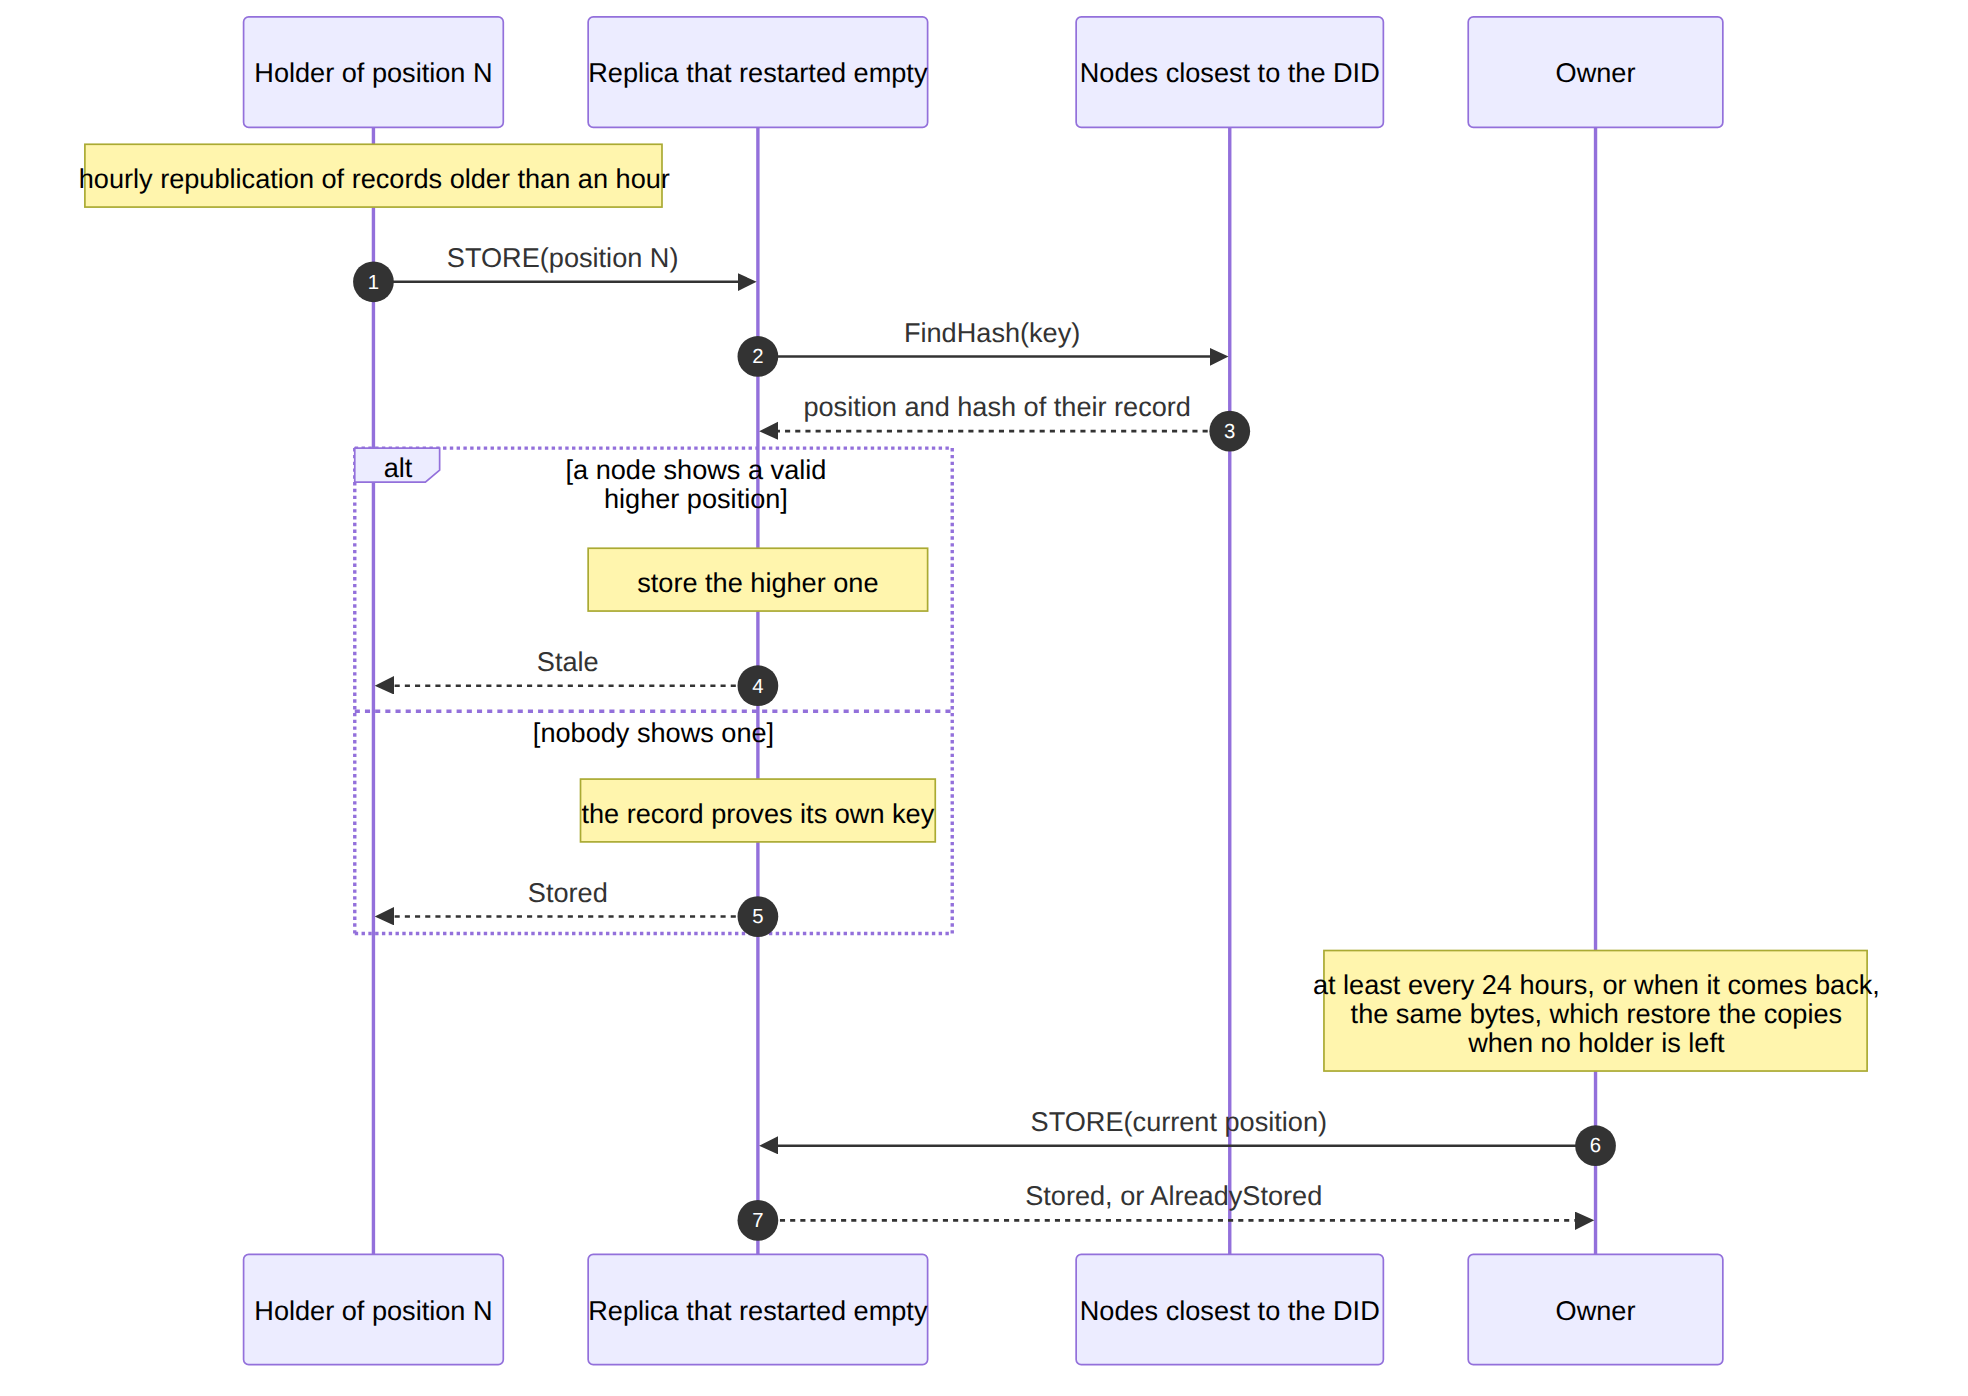 Holder of position N
Replica that restarted empty
Nodes closest to the DID
Owner
hourly republication of records older than an hour
STORE(position N)
1
FindHash(key)
2
position and hash of their record
3
alt
[a node shows a valid
higher position]
store the higher one
Stale
4
[nobody shows one]
the record proves its own key
Stored
5
at least every 24 hours, or when it comes back,
the same bytes, which restore the copies
when no holder is left
STORE(current position)
6
Stored, or AlreadyStored
7
Holder of position N
Replica that restarted empty
Nodes closest to the DID
Owner